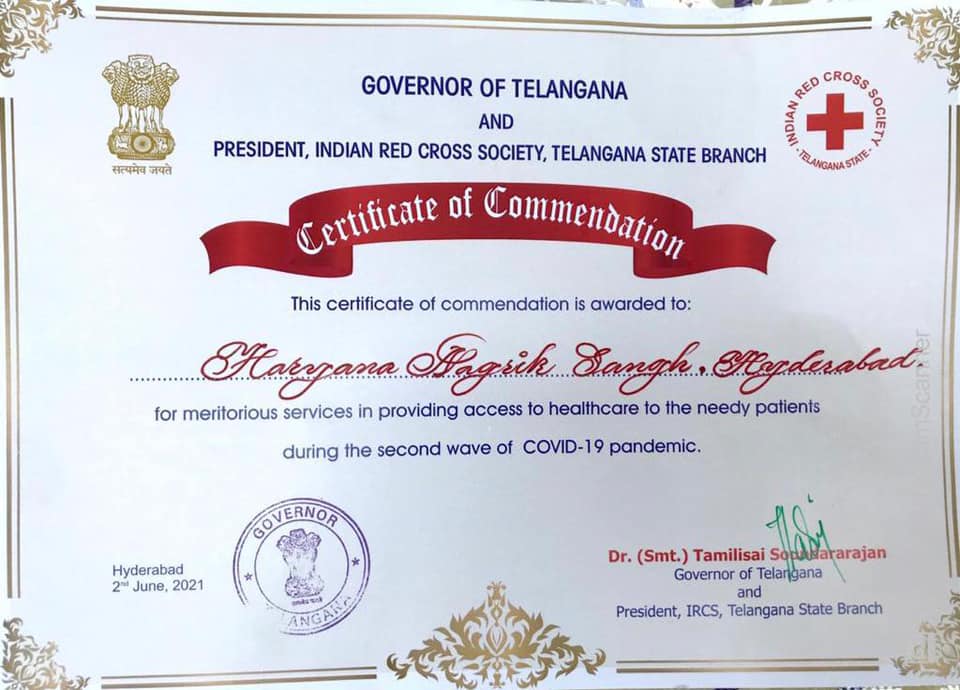 GOVERNOR OF TELANGANA
AND
PRESIDENT, INDIAN RED CROSS SOCIETY, TELANGANA STATE BRANCH
सत्यमेव जयते
INDIAN RED CROSS SOCIETY
- TELANGANA STATE -
Certificate of Commendation
This certificate of commendation is awarded to:
Haryana Nagrik Sangh, Hyderabad
for meritorious services in providing access to healthcare to the needy patients
during the second wave of COVID-19 pandemic.
GOVERNOR
TELANGANA
Hyderabad
2nd June, 2021
Dr. (Smt.) Tamilisai Soundararajan
Governor of Telangana
and
President, IRCS, Telangana State Branch
CamScanner